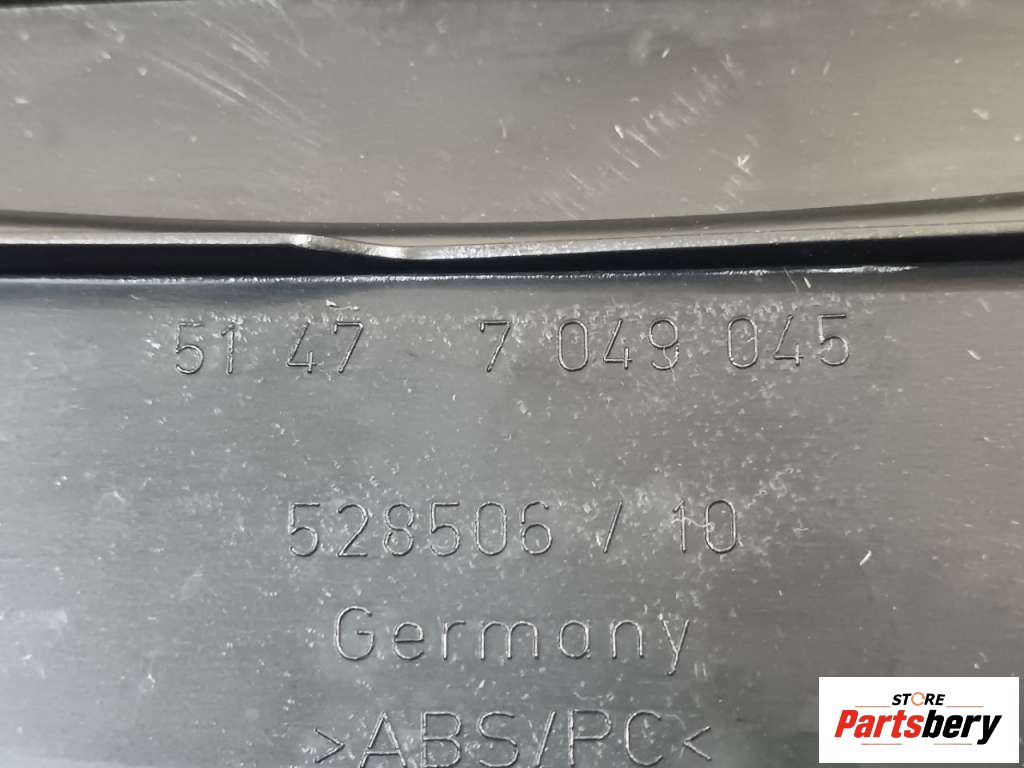 51 47 7 049 045
528506 / 10
Germany
>ABS/PC<
STORE
Partsbery